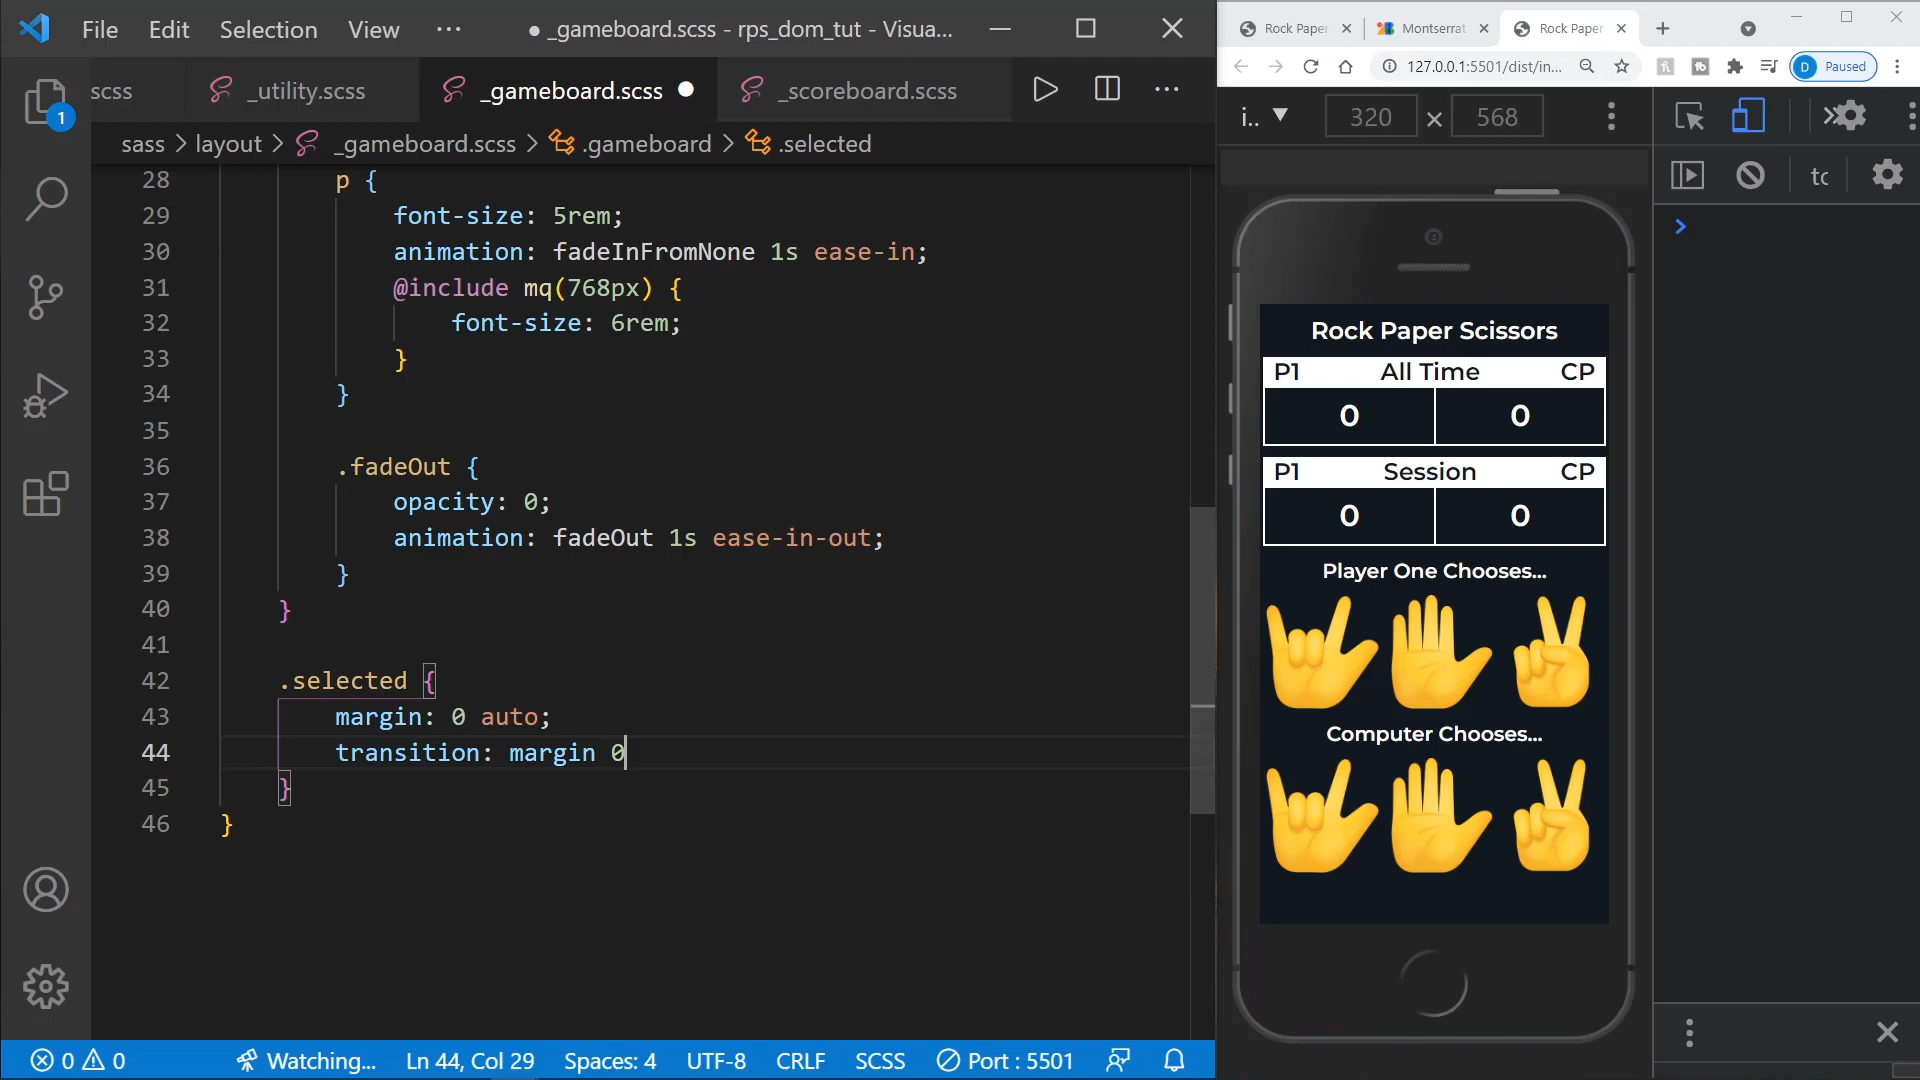 File Edit Selection View ··· ● _gameboard.scss - rps_dom_tut - Visua...
scss _utility.scss _gameboard.scss ● _scoreboard.scss ···
sass > layout > _gameboard.scss > .gameboard > .selected
1
28 p {
29 font-size: 5rem;
30 animation: fadeInFromNone 1s ease-in;
31 @include mq(768px) {
32 font-size: 6rem;
33 }
34 }
35
36 .fadeOut {
37 opacity: 0;
38 animation: fadeOut 1s ease-in-out;
39 }
40 }
41
42 .selected {
43 margin: 0 auto;
44 transition: margin 0
45 }
46 }
0 0 Watching... Ln 44, Col 29 Spaces: 4 UTF-8 CRLF SCSS Port : 5501
Rock Paper Montserrat Rock Paper
127.0.0.1:5501/dist/in... D Paused
i.. 320 × 568
tc
Rock Paper Scissors
P1 All Time CP
0 0
P1 Session CP
0 0
Player One Chooses...
Computer Chooses...